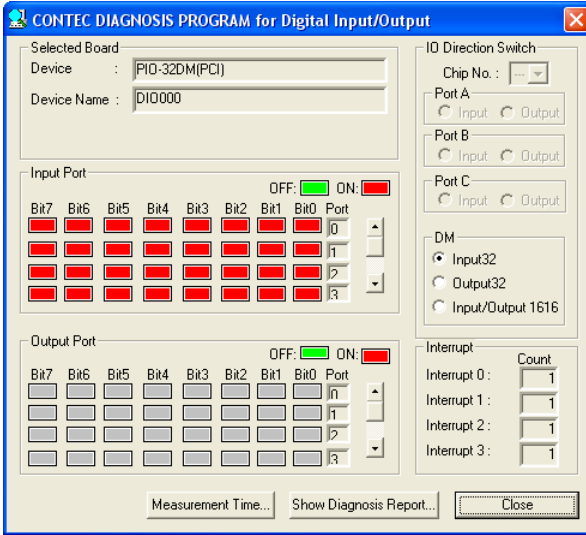 CONTEC DIAGNOSIS PROGRAM for Digital Input/Output
Selected Board
Device : PIO-32DM(PCI)
Device Name : DIO000
Input Port
OFF: ON:
Bit7 Bit6 Bit5 Bit4 Bit3 Bit2 Bit1 Bit0 Port
0
1
2
3
Output Port
OFF: ON:
Bit7 Bit6 Bit5 Bit4 Bit3 Bit2 Bit1 Bit0 Port
0
1
2
3
IO Direction Switch
Chip No. : ---
Port A
Input Output
Port B
Input Output
Port C
Input Output
DM
Input32
Output32
Input/Output 1616
Interrupt
Count
Interrupt 0 : 1
Interrupt 1 : 1
Interrupt 2 : 1
Interrupt 3 : 1
Measurement Time... Show Diagnosis Report... Close